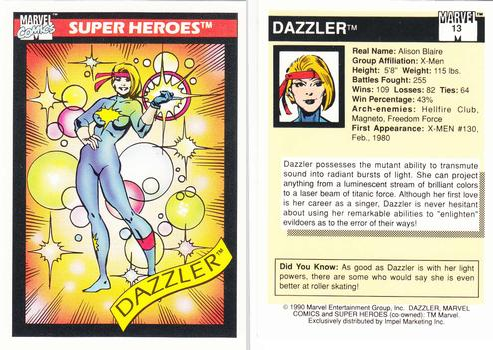 MARVEL
COMICS
SUPER HEROES™
DAZZLER™
DAZZLER™
MARVEL
13
Real Name: Alison Blaire
Group Affiliation: X-Men
Height: 5'8" Weight: 115 lbs.
Battles Fought: 255
Wins: 109 Losses: 82 Ties: 64
Win Percentage: 43%
Arch-enemies: Hellfire Club,
Magneto, Freedom Force
First Appearance: X-MEN #130,
Feb., 1980
Dazzler possesses the mutant ability to transmute
sound into radiant bursts of light. She can project
anything from a luminescent stream of brilliant colors
to a laser beam of titanic force. Although her first love
is her career as a singer, Dazzler is never hesitant
about using her remarkable abilities to "enlighten"
evildoers as to the error of their ways!
Did You Know: As good as Dazzler is with her light
powers, there are some who would say she is even
better at roller skating!
© 1990 Marvel Entertainment Group, Inc. DAZZLER, MARVEL
COMICS and SUPER HEROES (co-owned): TM Marvel.
Exclusively distributed by Impel Marketing Inc.